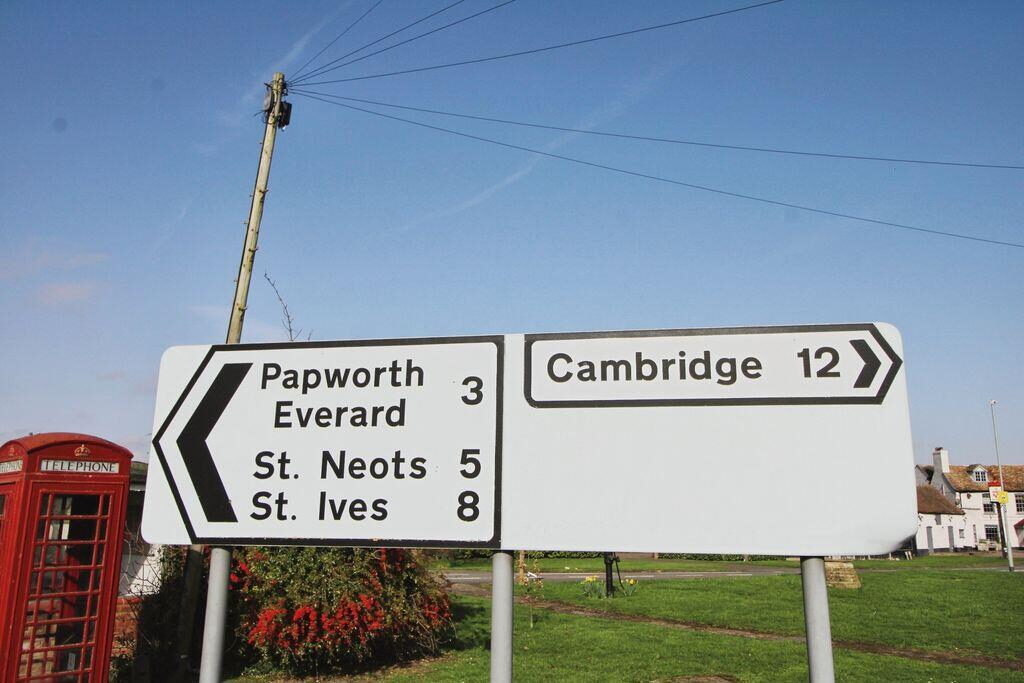 Papworth
Everard 3
St. Neots 5
St. Ives 8
Cambridge 12
TELEPHONE